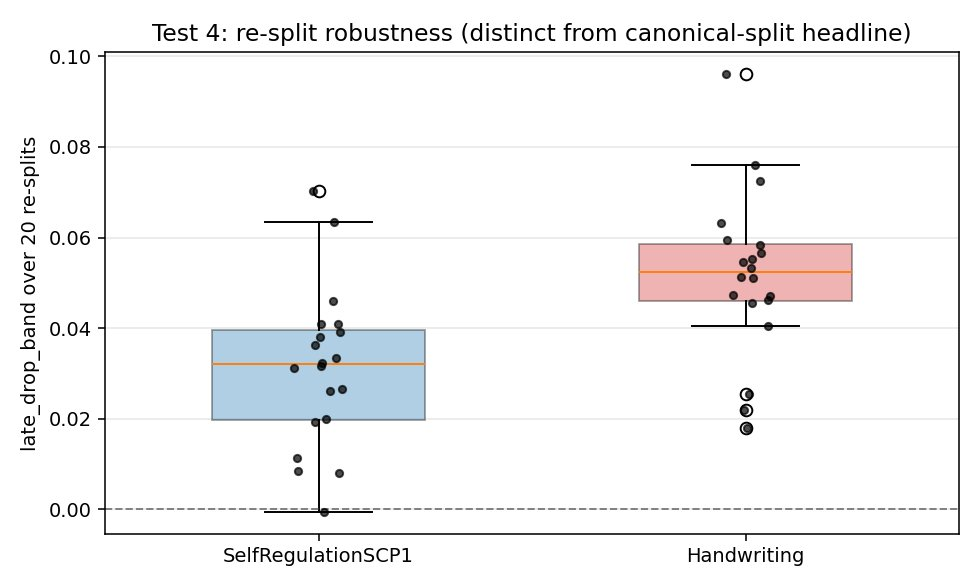 Test 4: re-split robustness (distinct from canonical-split headline)
late_drop_band over 20 re-splits
0.10
0.08
0.06
0.04
0.02
0.00
SelfRegulationSCP1
Handwriting